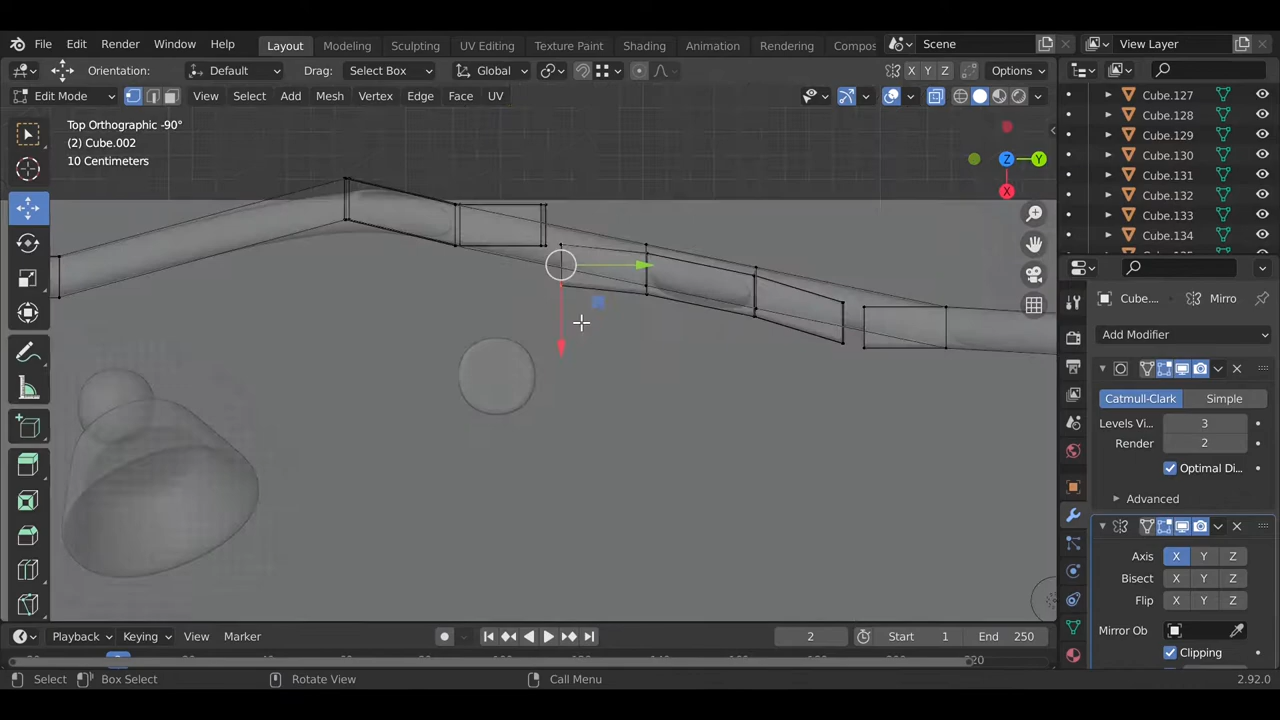 File Edit Render Window Help Layout Modeling Sculpting UV Editing Texture Paint Shading Animation Rendering Compos Scene View Layer
Orientation: Default Drag: Select Box Global X Y Z Options
Edit Mode View Select Add Mesh Vertex Edge Face UV
Top Orthographic -90°
(2) Cube.002
10 Centimeters
Z Y
X
Cube.127
Cube.128
Cube.129
Cube.130
Cube.131
Cube.132
Cube.133
Cube.134
Cube... Mirro
Add Modifier
Catmull-Clark Simple
Levels Vi... 3
Render 2
Optimal Di...
Advanced
Axis X Y Z
Bisect X Y Z
Flip X Y Z
Mirror Ob
Clipping
Playback Keying View Marker 2 Start 1 End 250
Select Box Select Rotate View Call Menu 2.92.0